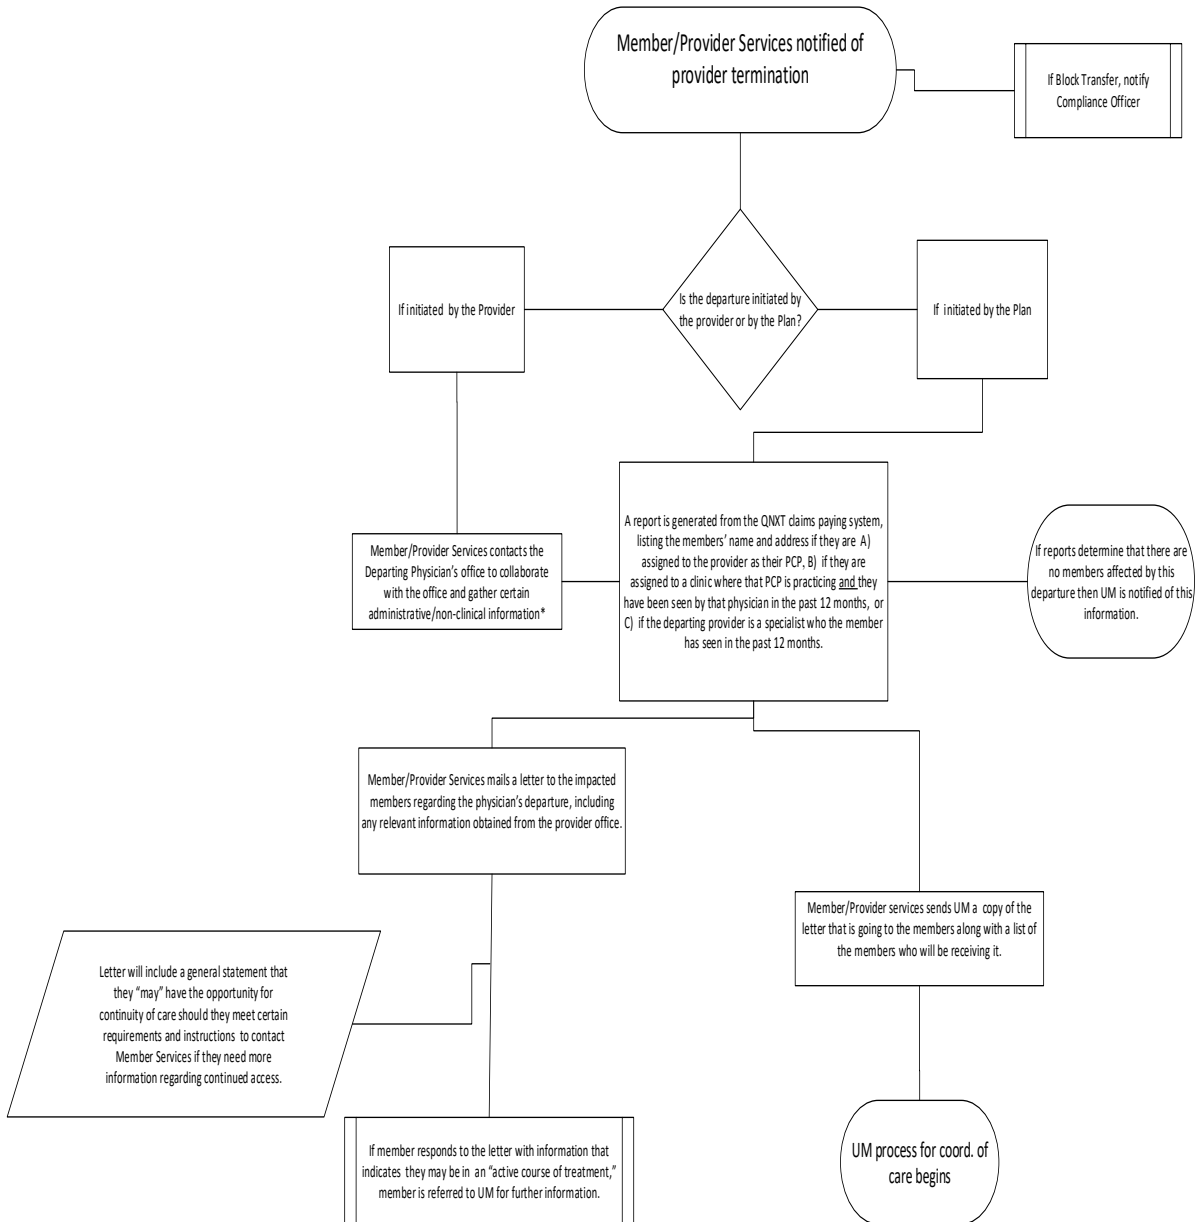 Member/Provider Services notified of
provider termination
If Block Transfer, notify
Compliance Officer
If initiated by the Provider
Is the departure initiated by
the provider or by the Plan?
If initiated by the Plan
Member/Provider Services contacts the
Departing Physician's office to collaborate
with the office and gather certain
administrative/non-clinical information*
A report is generated from the QNXT claims paying system,
listing the members' name and address if they are A)
assigned to the provider as their PCP, B) if they are
assigned to a clinic where that PCP is practicing and they
have been seen by that physician in the past 12 months, or
C) if the departing provider is a specialist who the member
has seen in the past 12 months.
If reports determine that there are
no members affected by this
departure then UM is notified of this
information.
Member/Provider Services mails a letter to the impacted
members regarding the physician's departure, including
any relevant information obtained from the provider office.
Member/Provider services sends UM a copy of the
letter that is going to the members along with a list of
the members who will be receiving it.
Letter will include a general statement that
they “may” have the opportunity for
continuity of care should they meet certain
requirements and instructions to contact
Member Services if they need more
information regarding continued access.
If member responds to the letter with information that
indicates they may be in an “active course of treatment,”
member is referred to UM for further information.
UM process for coord. of
care begins